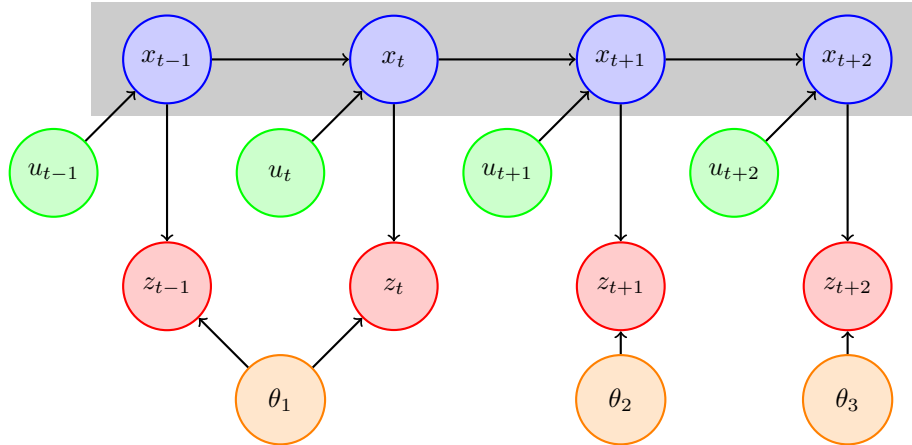 x_{t−1} x_t x_{t+1} x_{t+2}
u_{t−1} u_t u_{t+1} u_{t+2}
z_{t−1} z_t z_{t+1} z_{t+2}
θ_1 θ_2 θ_3